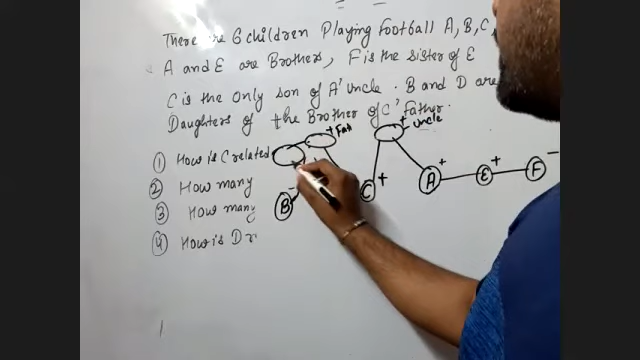 There are 6 children Playing Football A, B, C,
A and E are Brothers, F is the sister of E
C is the only son of A' uncle. B and D are
Daughters of the Brother of C' Father.
① How is C related
② How many
③ How many
④ How is D
+ Fath
+ uncle
B -
C +
A +
E +
F -